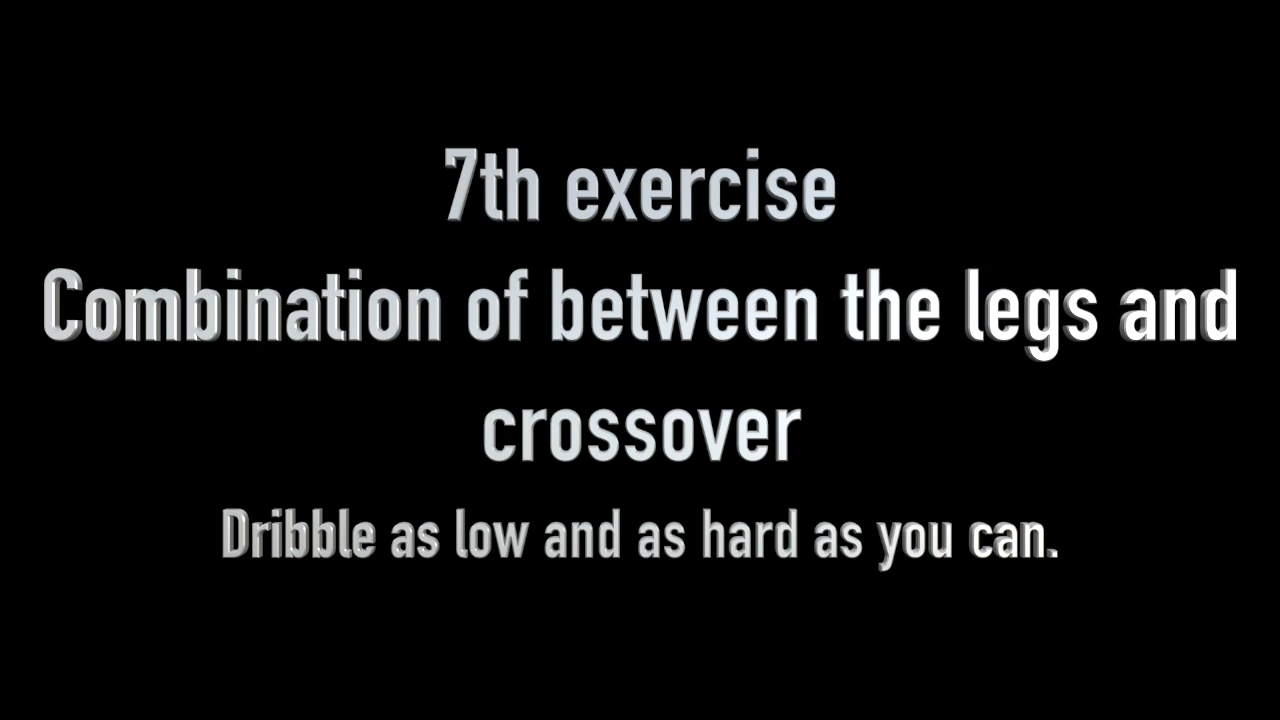 7th exercise
Combination of between the legs and
crossover
Dribble as low and as hard as you can.